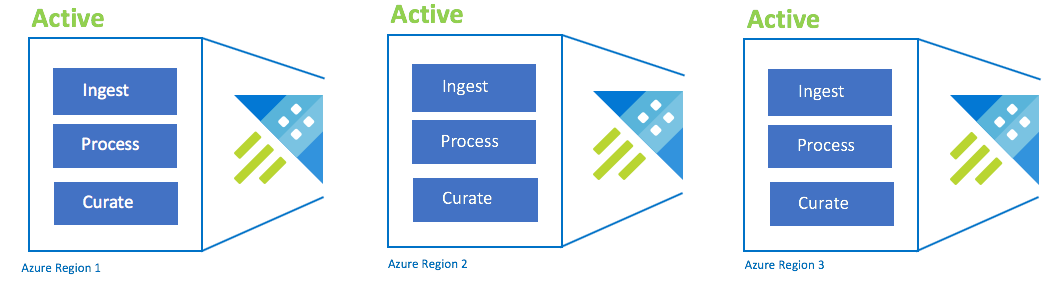 Active
Ingest
Process
Curate
Azure Region 1
Active
Ingest
Process
Curate
Azure Region 2
Active
Ingest
Process
Curate
Azure Region 3